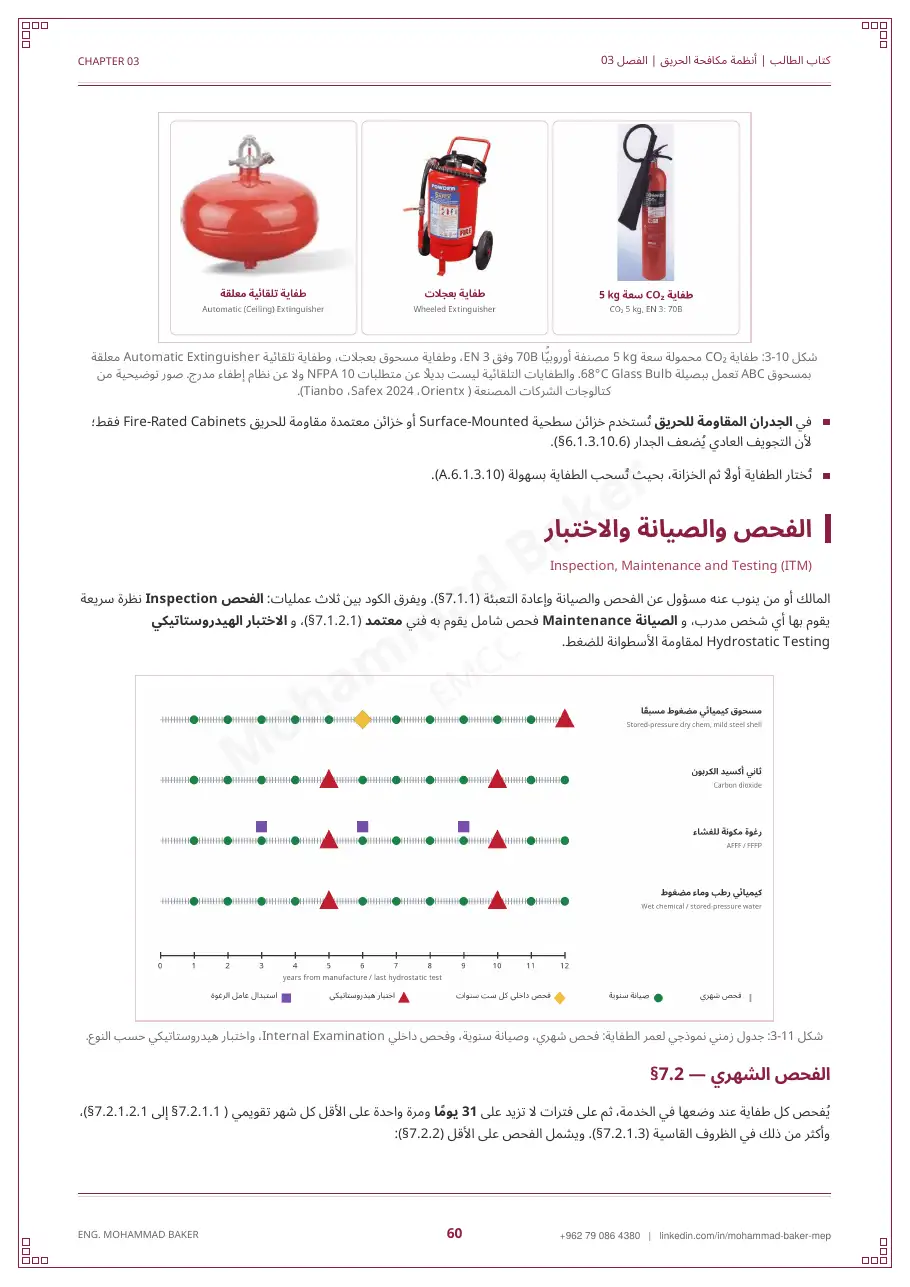 كتاب الطالب | أنظمة مكافحة الحريق | الفصل 03
CHAPTER 03
طفاية CO₂ سعة 5 kg
CO₂ 5 kg, EN 3: 70B
طفاية بعجلات
Wheeled Extinguisher
طفاية تلقائية معلقة
Automatic (Ceiling) Extinguisher
شكل 10-3: طفاية CO₂ محمولة سعة 5 kg مصنفة أوروبيًّا 70B وفق EN 3، وطفاية مسحوق بعجلات، وطفاية تلقائية Automatic Extinguisher معلقة
بمسحوق ABC تعمل ببصيلة 68°C Glass Bulb. والطفايات التلقائية ليست بديلًا عن متطلبات NFPA 10 ولا عن نظام إطفاء مدرج. صور توضيحية من
كتالوجات الشركات المصنعة ( Tianbo ،Safex 2024 ،Orientx).
في الجدران المقاومة للحريق تُستخدم خزائن سطحية Surface-Mounted أو خزائن معتمدة مقاومة للحريق Fire-Rated Cabinets فقط؛
لأن التجويف العادي يُضعف الجدار (6.1.3.10.6§).
تُختار الطفاية أولًا ثم الخزانة، بحيث تُسحب الطفاية بسهولة (A.6.1.3.10).
الفحص والصيانة والاختبار
Inspection, Maintenance and Testing (ITM)
المالك أو من ينوب عنه مسؤول عن الفحص والصيانة وإعادة التعبئة (7.1.1§). ويفرق الكود بين ثلاث عمليات: الفحص Inspection نظرة سريعة
يقوم بها أي شخص مدرب، و الصيانة Maintenance فحص شامل يقوم به فني معتمد (7.1.2.1§)، و الاختبار الهيدروستاتيكي
Hydrostatic Testing لمقاومة الأسطوانة للضغط.
مسحوق كيميائي مضغوط مسبقًا
Stored-pressure dry chem, mild steel shell
ثاني أكسيد الكربون
Carbon dioxide
رغوة مكونة للغشاء
AFFF / FFFP
كيميائي رطب وماء مضغوط
Wet chemical / stored-pressure water
0 1 2 3 4 5 6 7 8 9 10 11 12
years from manufacture / last hydrostatic test
فحص شهري
صيانة سنوية
فحص داخلي كل ست سنوات
اختبار هيدروستاتيكي
استبدال عامل الرغوة
شكل 11-3: جدول زمني نموذجي لعمر الطفاية: فحص شهري، وصيانة سنوية، وفحص داخلي Internal Examination، واختبار هيدروستاتيكي حسب النوع.
الفحص الشهري — 7.2§
يُفحص كل طفاية عند وضعها في الخدمة، ثم على فترات لا تزيد على 31 يومًا ومرة واحدة على الأقل كل شهر تقويمي ( 7.2.1.1§ إلى 7.2.1.2.1§)،
وأكثر من ذلك في الظروف القاسية (7.2.1.3§). ويشمل الفحص على الأقل (7.2.2§):
Mohammad Baker
EMCC
ENG. MOHAMMAD BAKER
60
+962 79 086 4380 | linkedin.com/in/mohammad-baker-mep